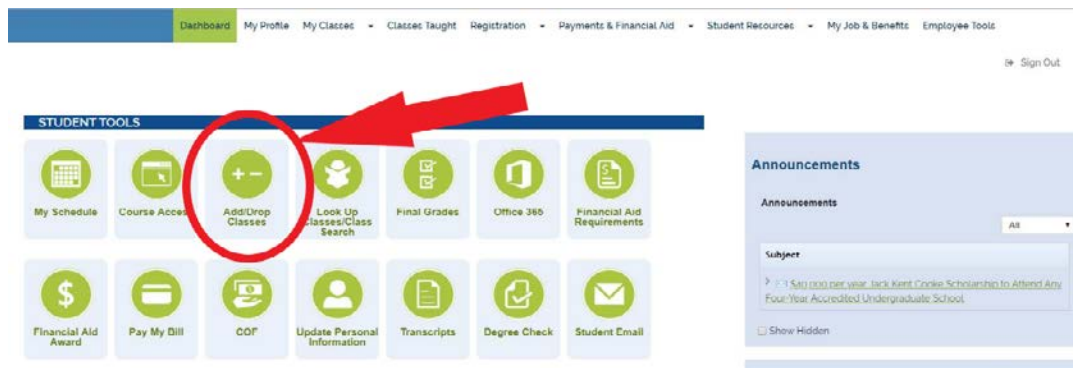 Dashboard My Profile My Classes Classes Taught Registration Payments & Financial Aid Student Resources My Job & Benefits Employee Tools
Sign Out
STUDENT TOOLS
My Schedule
Course Access
Add/Drop
Classes
Look Up
Classes/Class
Search
Final Grades
Office 365
Financial Aid
Requirements
Financial Aid
Award
Pay My Bill
COF
Update Personal
Information
Transcripts
Degree Check
Student Email
Announcements
Announcements
All
Subject
$40,000 per year Jack Kent Cooke Scholarship to Attend Any
Four-Year Accredited Undergraduate School
Show Hidden